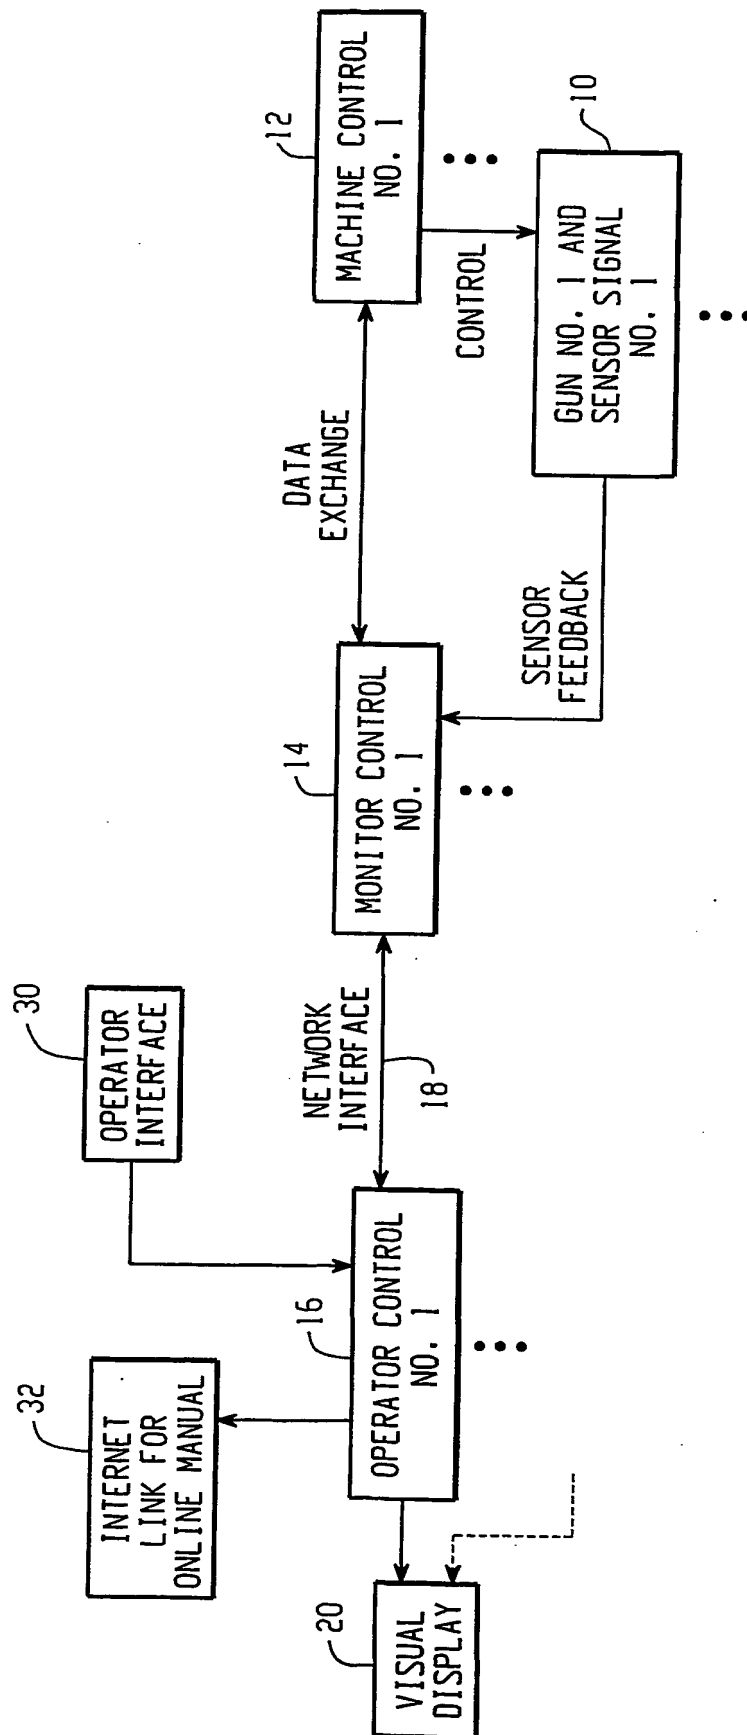 32
INTERNET
LINK FOR
ONLINE MANUAL
30
OPERATOR
INTERFACE
20
VISUAL
DISPLAY
16
OPERATOR CONTROL
NO. 1
NETWORK
INTERFACE
18
14
MONITOR CONTROL
NO. 1
DATA
EXCHANGE
12
MACHINE CONTROL
NO. 1
CONTROL
SENSOR
FEEDBACK
10
GUN NO. 1 AND
SENSOR SIGNAL
NO. 1